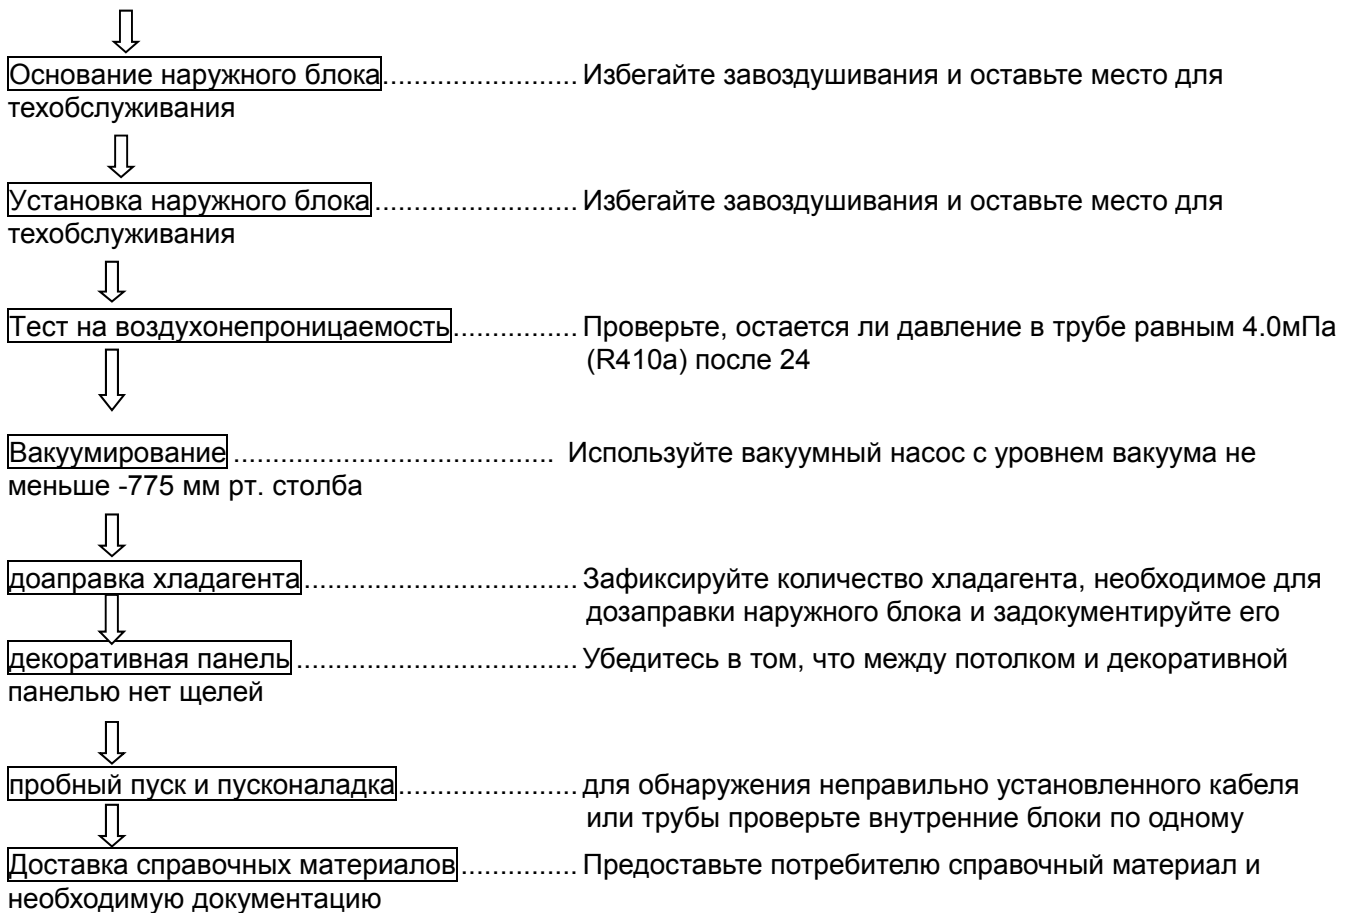 Основание наружного блока......................... Избегайте завоздушивания и оставьте место для
техобслуживания
Установка наружного блока.......................... Избегайте завоздушивания и оставьте место для
техобслуживания
Тест на воздухонепроницаемость................ Проверьте, остается ли давление в трубе равным 4.0мПа
(R410a) после 24
Вакуумирование ......................................... Используйте вакуумный насос с уровнем вакуума не
меньше -775 мм рт. столба
доаправка хладагента................................... Зафиксируйте количество хладагента, необходимое для
дозаправки наружного блока и задокументируйте его
декоративная панель .................................... Убедитесь в том, что между потолком и декоративной
панелью нет щелей
пробный пуск и пусконаладка....................... для обнаружения неправильно установленного кабеля
или трубы проверьте внутренние блоки по одному
Доставка справочных материалов............... Предоставьте потребителю справочный материал и
необходимую документацию